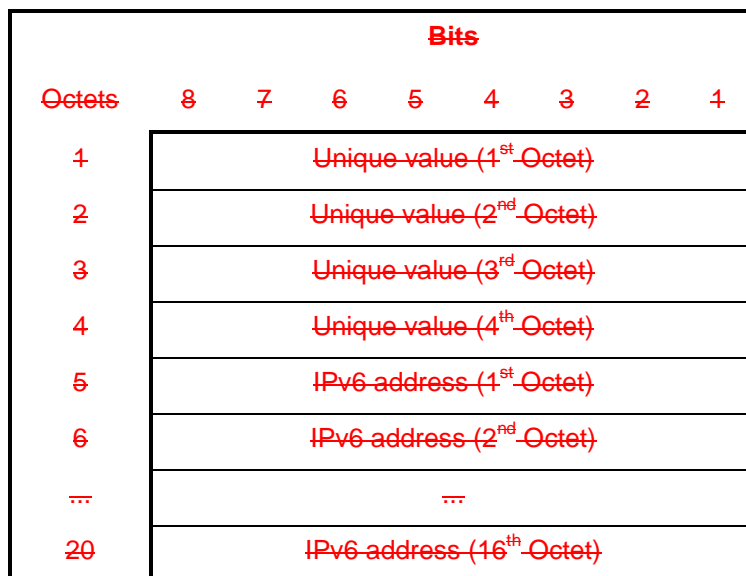 Bits
Octets 8 7 6 5 4 3 2 1
1 Unique value (1st Octet)
2 Unique value (2nd Octet)
3 Unique value (3rd Octet)
4 Unique value (4th Octet)
5 IPv6 address (1st Octet)
6 IPv6 address (2nd Octet)
... ...
20 IPv6 address (16th Octet)